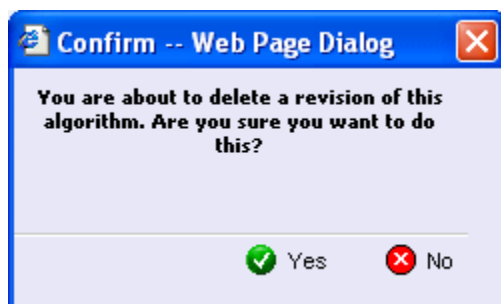 Confirm -- Web Page Dialog
You are about to delete a revision of this
algorithm. Are you sure you want to do
this?
Yes No